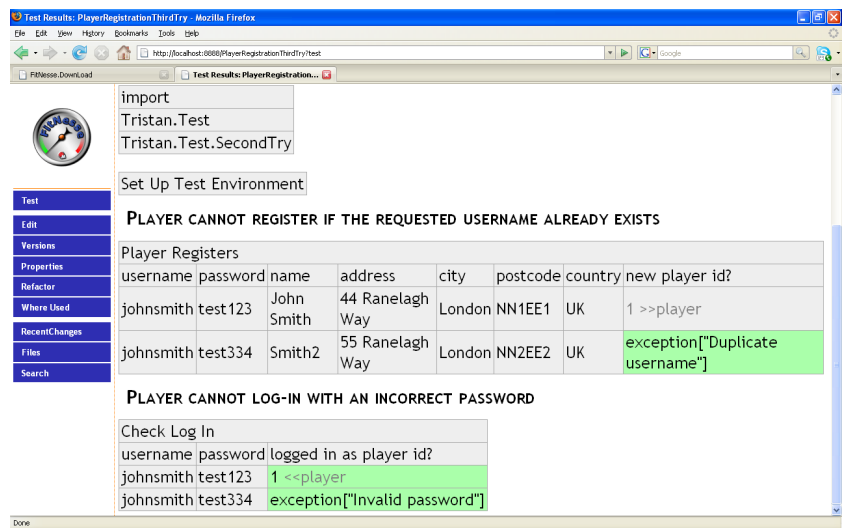 Test Results: PlayerRegistrationThirdTry - Mozilla Firefox
File Edit View History Bookmarks Tools Help
http://localhost:8888/PlayerRegistrationThirdTry?test
Google
FitNesse.DownLoad
Test Results: PlayerRegistration...
FitNesse
import
Tristan.Test
Tristan.Test.SecondTry
Set Up Test Environment
Test
Edit
Versions
Properties
Refactor
Where Used
RecentChanges
Files
Search
PLAYER CANNOT REGISTER IF THE REQUESTED USERNAME ALREADY EXISTS
Player Registers
username password name address city postcode country new player id?
johnsmith test123 John Smith 44 Ranelagh Way London NN1EE1 UK 1 >>player
johnsmith test334 Smith2 55 Ranelagh Way London NN2EE2 UK exception["Duplicate username"]
PLAYER CANNOT LOG-IN WITH AN INCORRECT PASSWORD
Check Log In
username password logged in as player id?
johnsmith test123 1 <<player
johnsmith test334 exception["Invalid password"]
Done